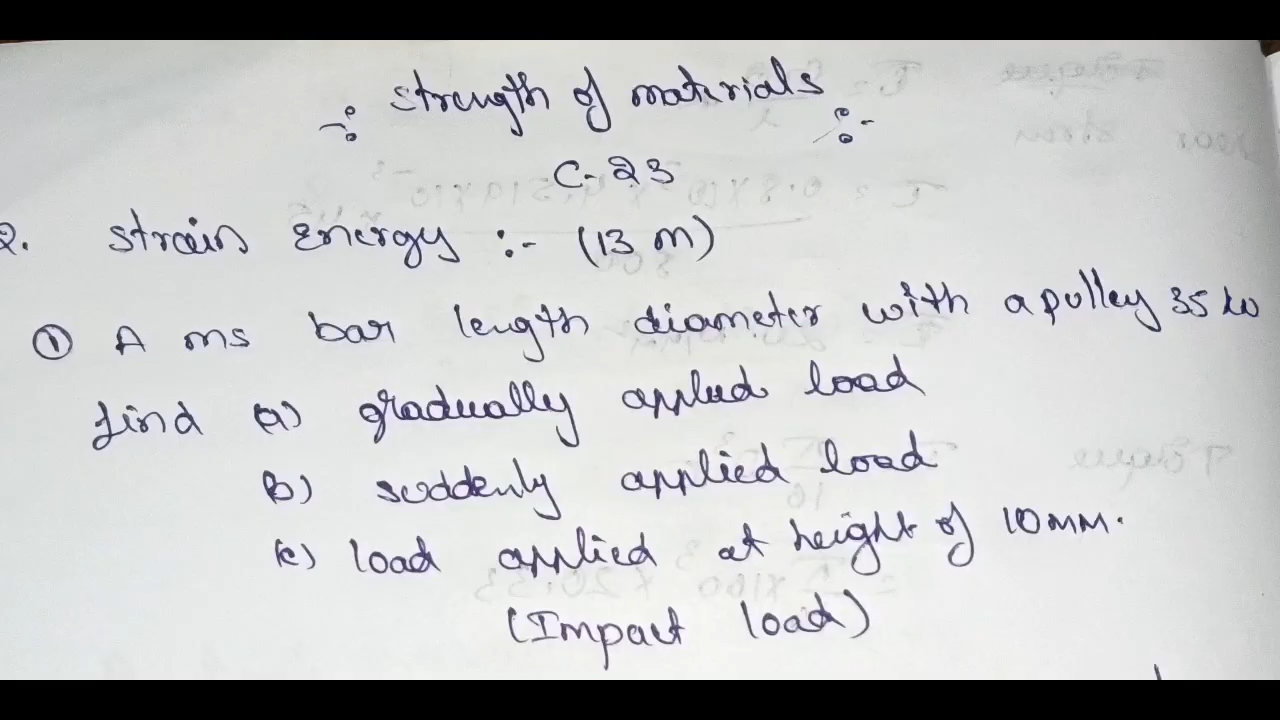 -: strength of materials :-
C-23
2. strain energy :- (13 m)
① A ms bar length diameter with a pulley 35
find (a) gradually applied load
(b) suddenly applied load
(c) load applied at height of 10mm.
(Impact load)